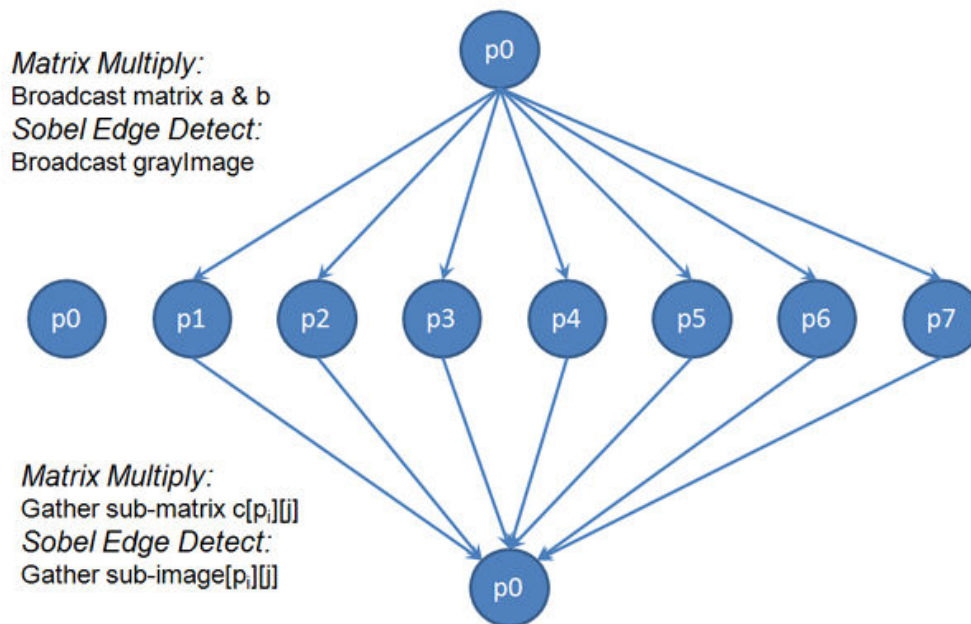 p0
Matrix Multiply:
Broadcast matrix a & b
Sobel Edge Detect:
Broadcast grayImage
p0 p1 p2 p3 p4 p5 p6 p7
Matrix Multiply:
Gather sub-matrix c[pi][j]
Sobel Edge Detect:
Gather sub-image[pi][j]
p0